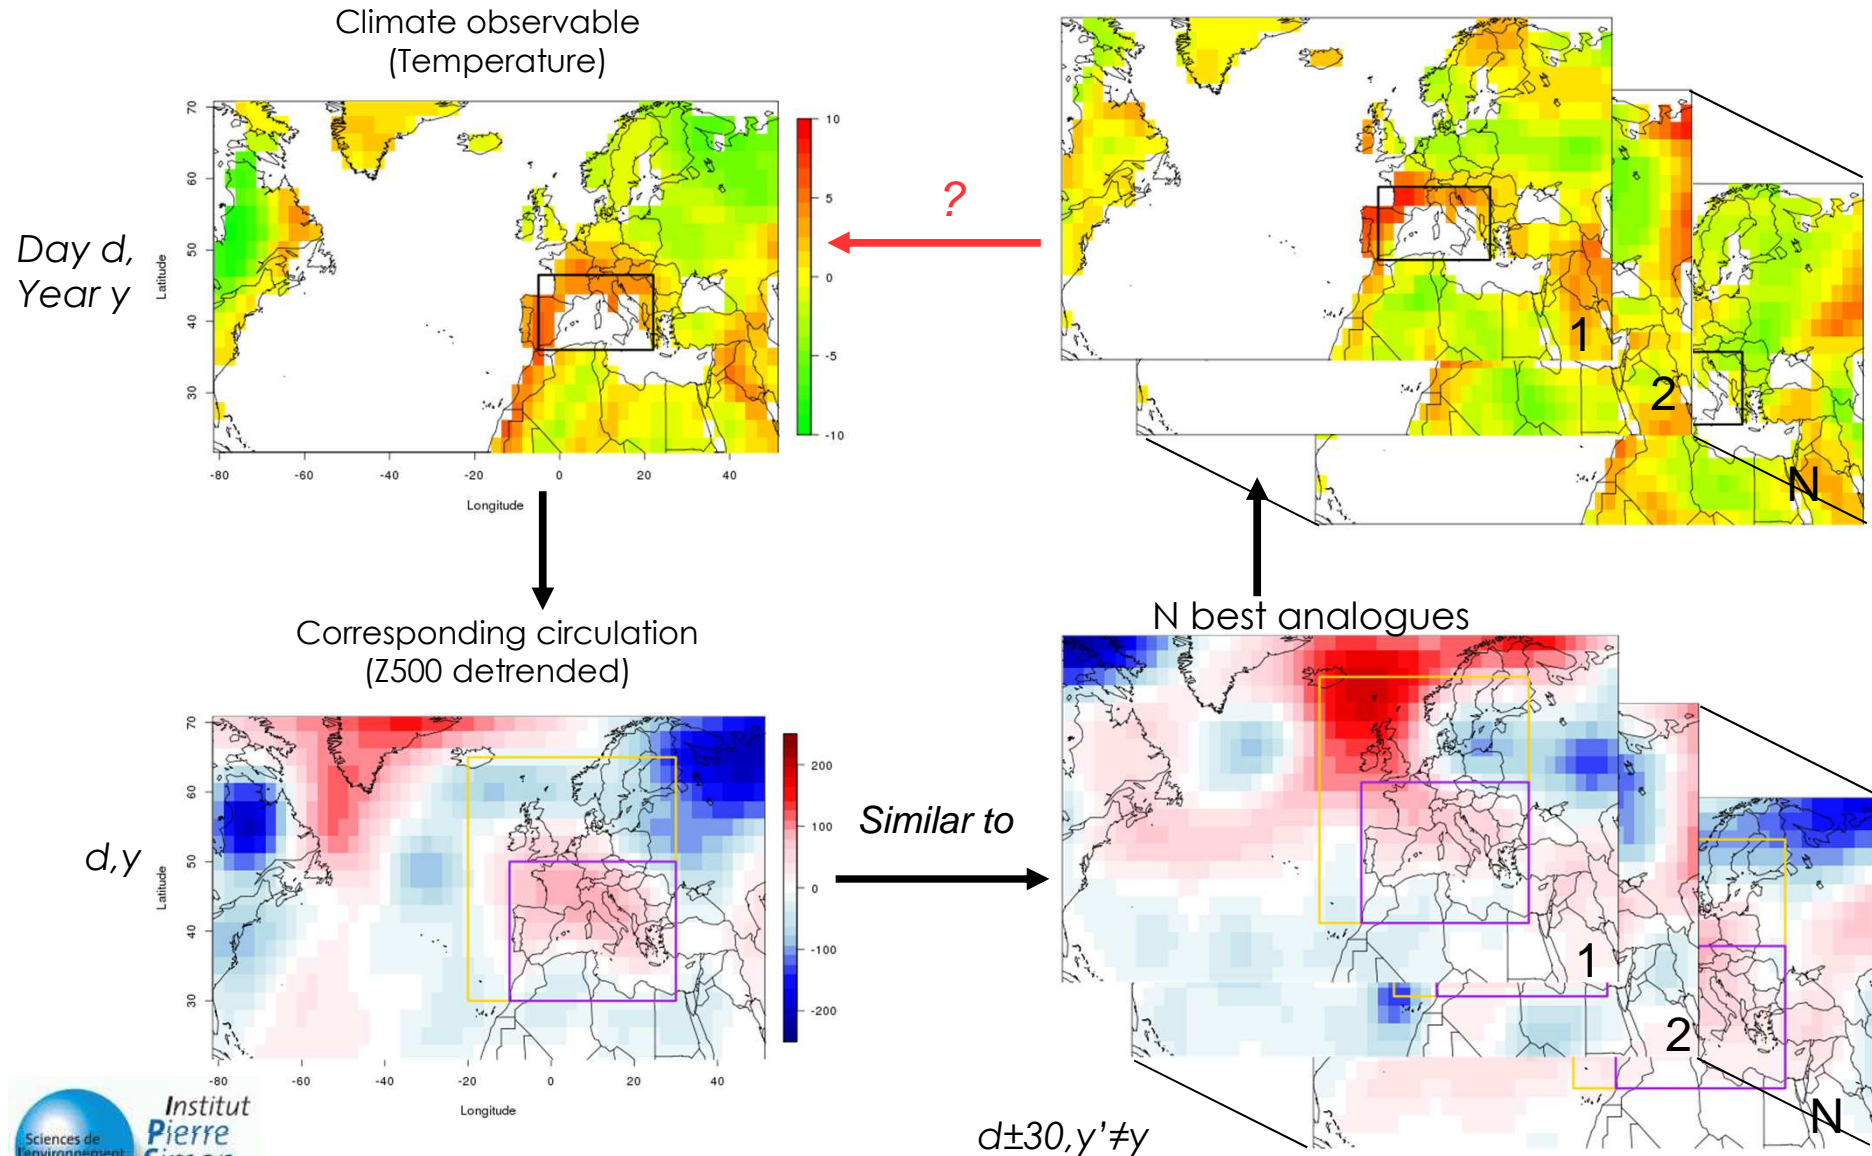 Climate observable
(Temperature)
Day d,
Year y
Latitude
70
60
50
40
30
-80
-60
-40
-20
0
20
40
Longitude
10
5
0
-5
-10
?
1
2
N
Corresponding circulation
(Z500 detrended)
d,y
Latitude
70
60
50
40
30
-80
-60
-40
-20
0
20
40
Longitude
200
100
0
-100
-200
Similar to
N best analogues
1
2
N
d±30,y'≠y
Sciences de
l'environnement
Institut
Pierre
Simon